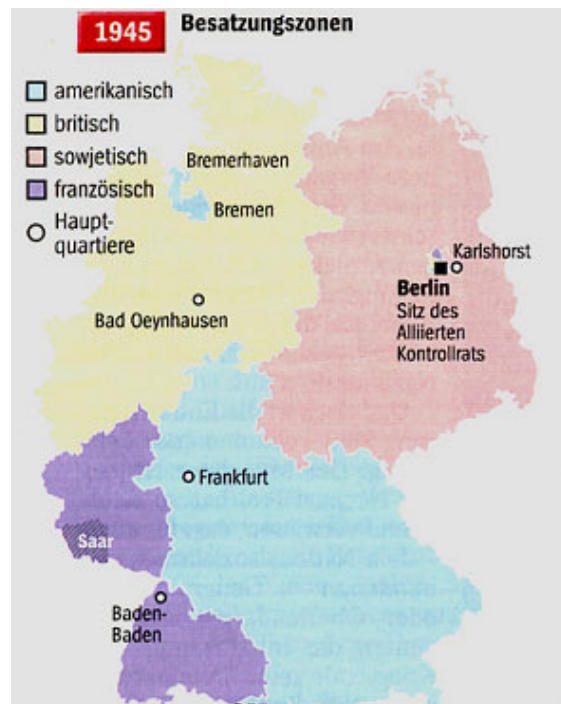 1945 Besatzungszonen
amerikanisch
britisch
sowjetisch
französisch
Haupt-
quartiere
Bremerhaven
Bremen
Karlshorst
Berlin
Sitz des
Alliierten
Kontrollrats
Bad Oeynhausen
Frankfurt
Saar
Baden-
Baden